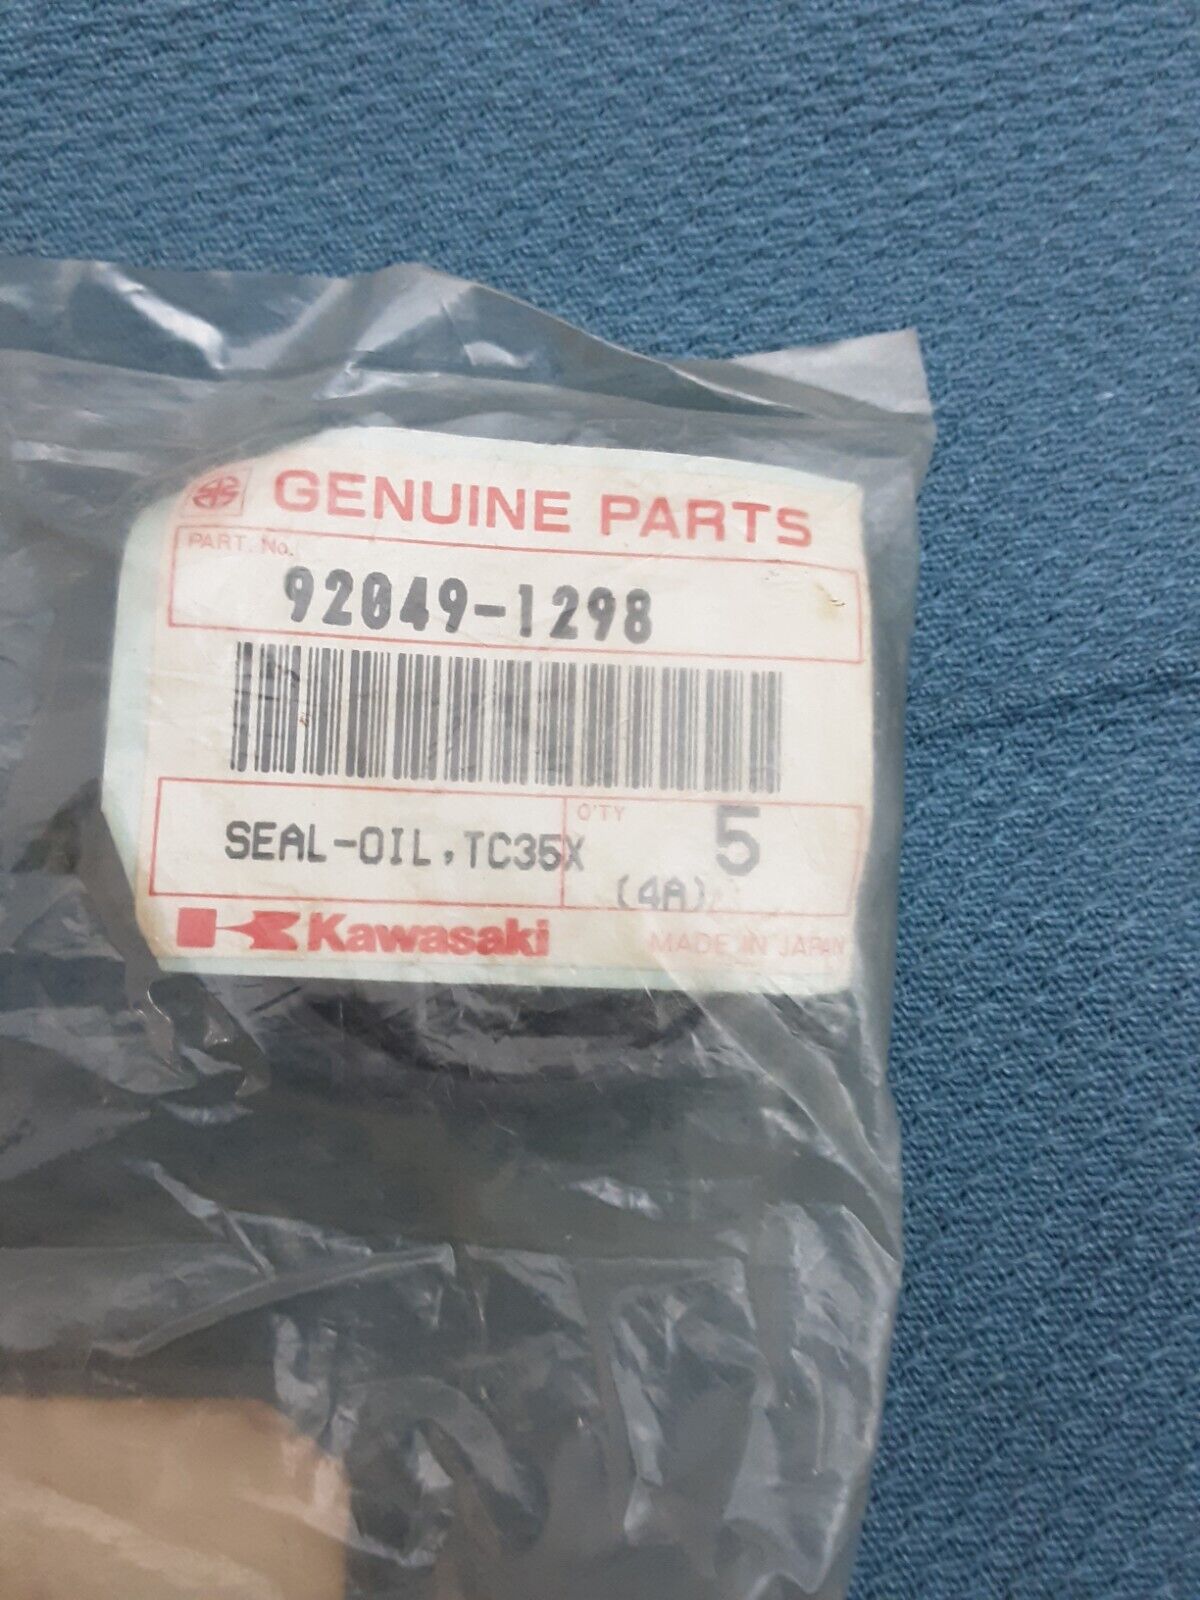 GENUINE PARTS
PART. No.
92049-1298
SEAL-OIL,TC35X
Q'TY
5
(4A)
Kawasaki
MADE IN JAPAN